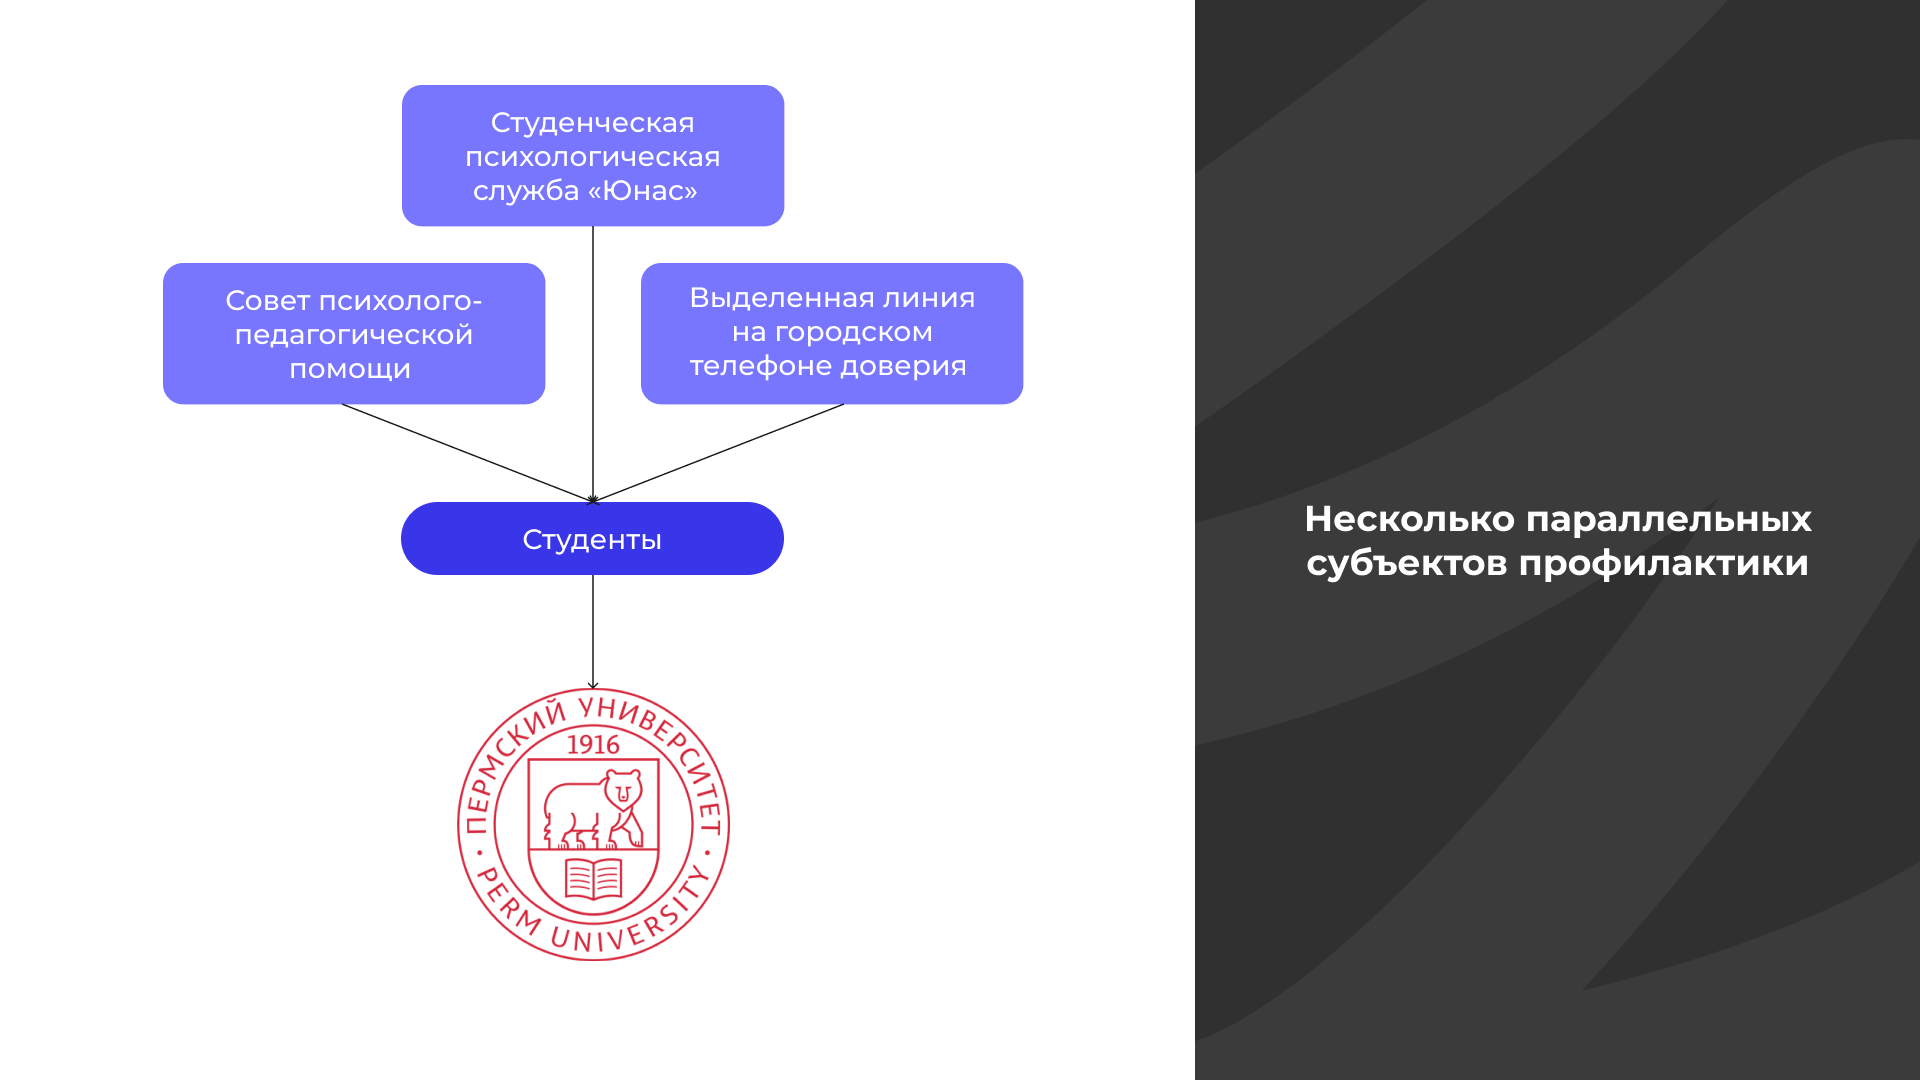 Студенческая
психологическая
служба «Юнас»
Совет психолого-
педагогической
помощи
Выделенная линия
на городском
телефоне доверия
Студенты
ПЕРМСКИЙ УНИВЕРСИТЕТ
1916
PERM UNIVERSITY
Несколько параллельных
субъектов профилактики